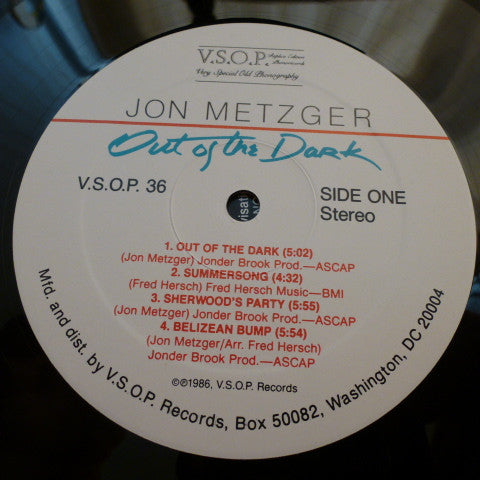 V.S.O.P.
Very Special Old Phonography
JON METZGER
Out of the Dark
V.S.O.P. 36
SIDE ONE
Stereo
1. OUT OF THE DARK (5:02)
(Jon Metzger) Jonder Brook Prod.—ASCAP
2. SUMMERSONG (4:32)
(Fred Hersch) Fred Hersch Music—BMI
3. SHERWOOD'S PARTY (5:55)
(Jon Metzger) Jonder Brook Prod.—ASCAP
4. BELIZEAN BUMP (5:54)
(Jon Metzger/Arr. Fred Hersch)
Jonder Brook Prod.—ASCAP
©℗1986, V.S.O.P. Records
Mfd. and dist. by V.S.O.P. Records, Box 50082, Washington, DC 20004